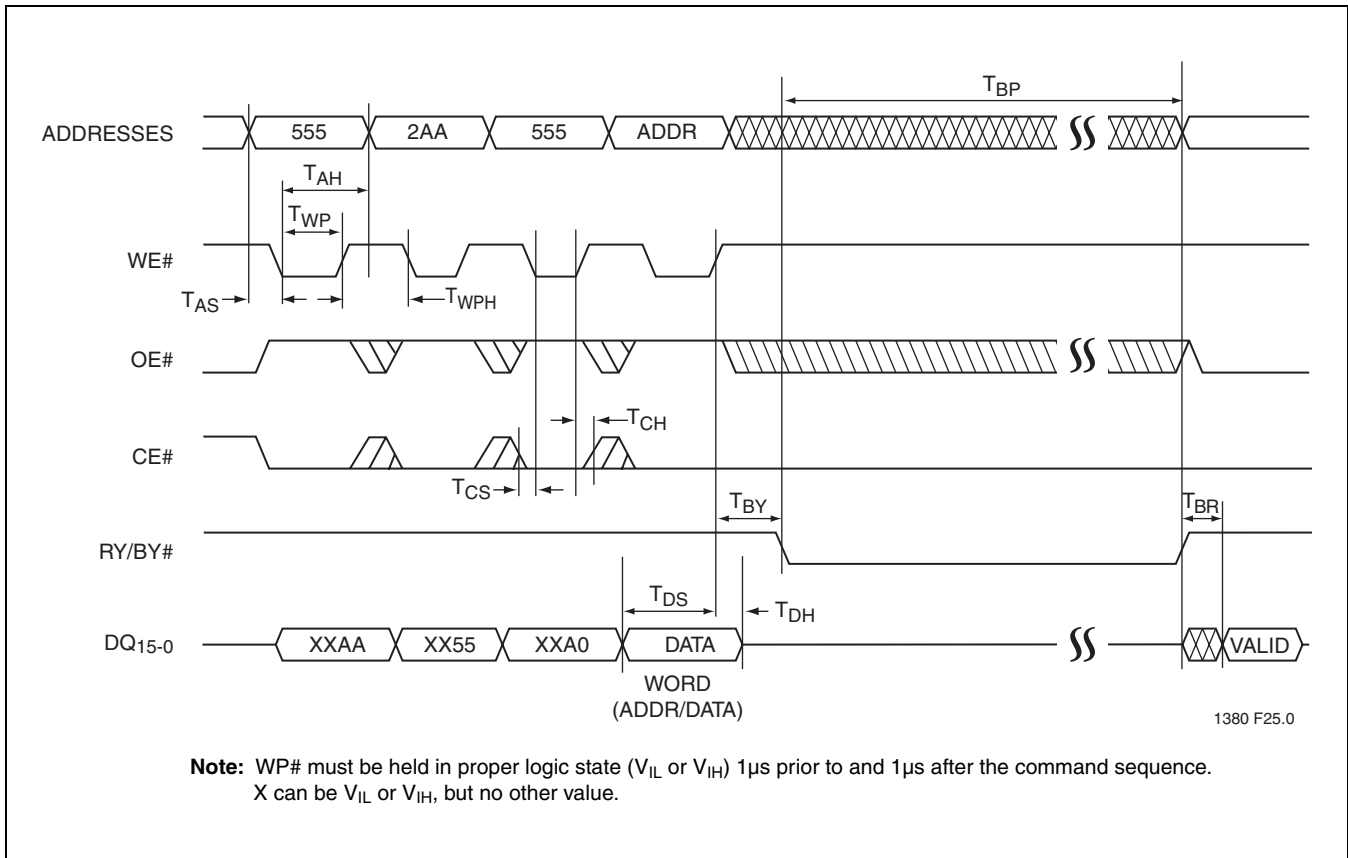 TBP
ADDRESSES 555 2AA 555 ADDR
TAH
TWP
WE#
TAS TWPH
OE#
TCH
CE#
TCS
TBY TBR
RY/BY#
TDS TDH
DQ15-0 XXAA XX55 XXA0 DATA VALID
WORD
(ADDR/DATA)
1380 F25.0
Note: WP# must be held in proper logic state (VIL or VIH) 1µs prior to and 1µs after the command sequence.
X can be VIL or VIH, but no other value.